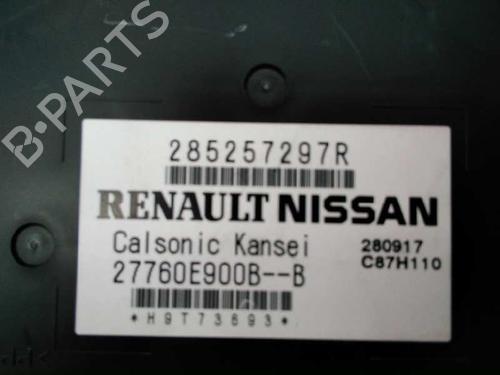 B-PARTS
285257297R
RENAULT NISSAN
Calsonic Kansei 280917
27760E900B--B C87H110
*H9T73693*